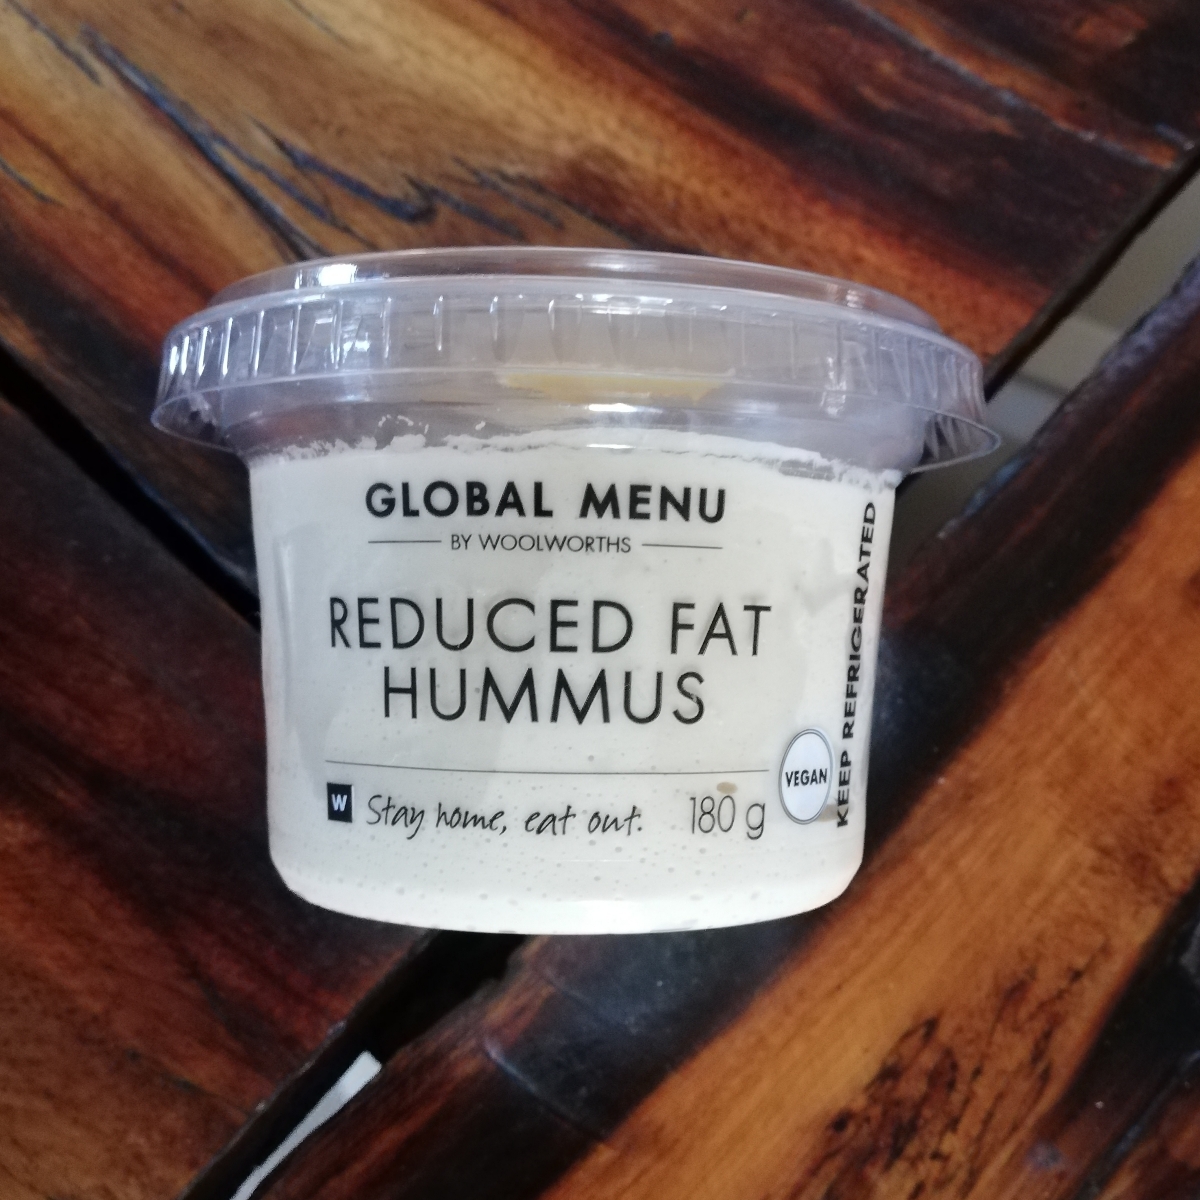 GLOBAL MENU
BY WOOLWORTHS
REDUCED FAT
HUMMUS
W Stay home, eat out. 180 g
VEGAN
KEEP REFRIGERATED